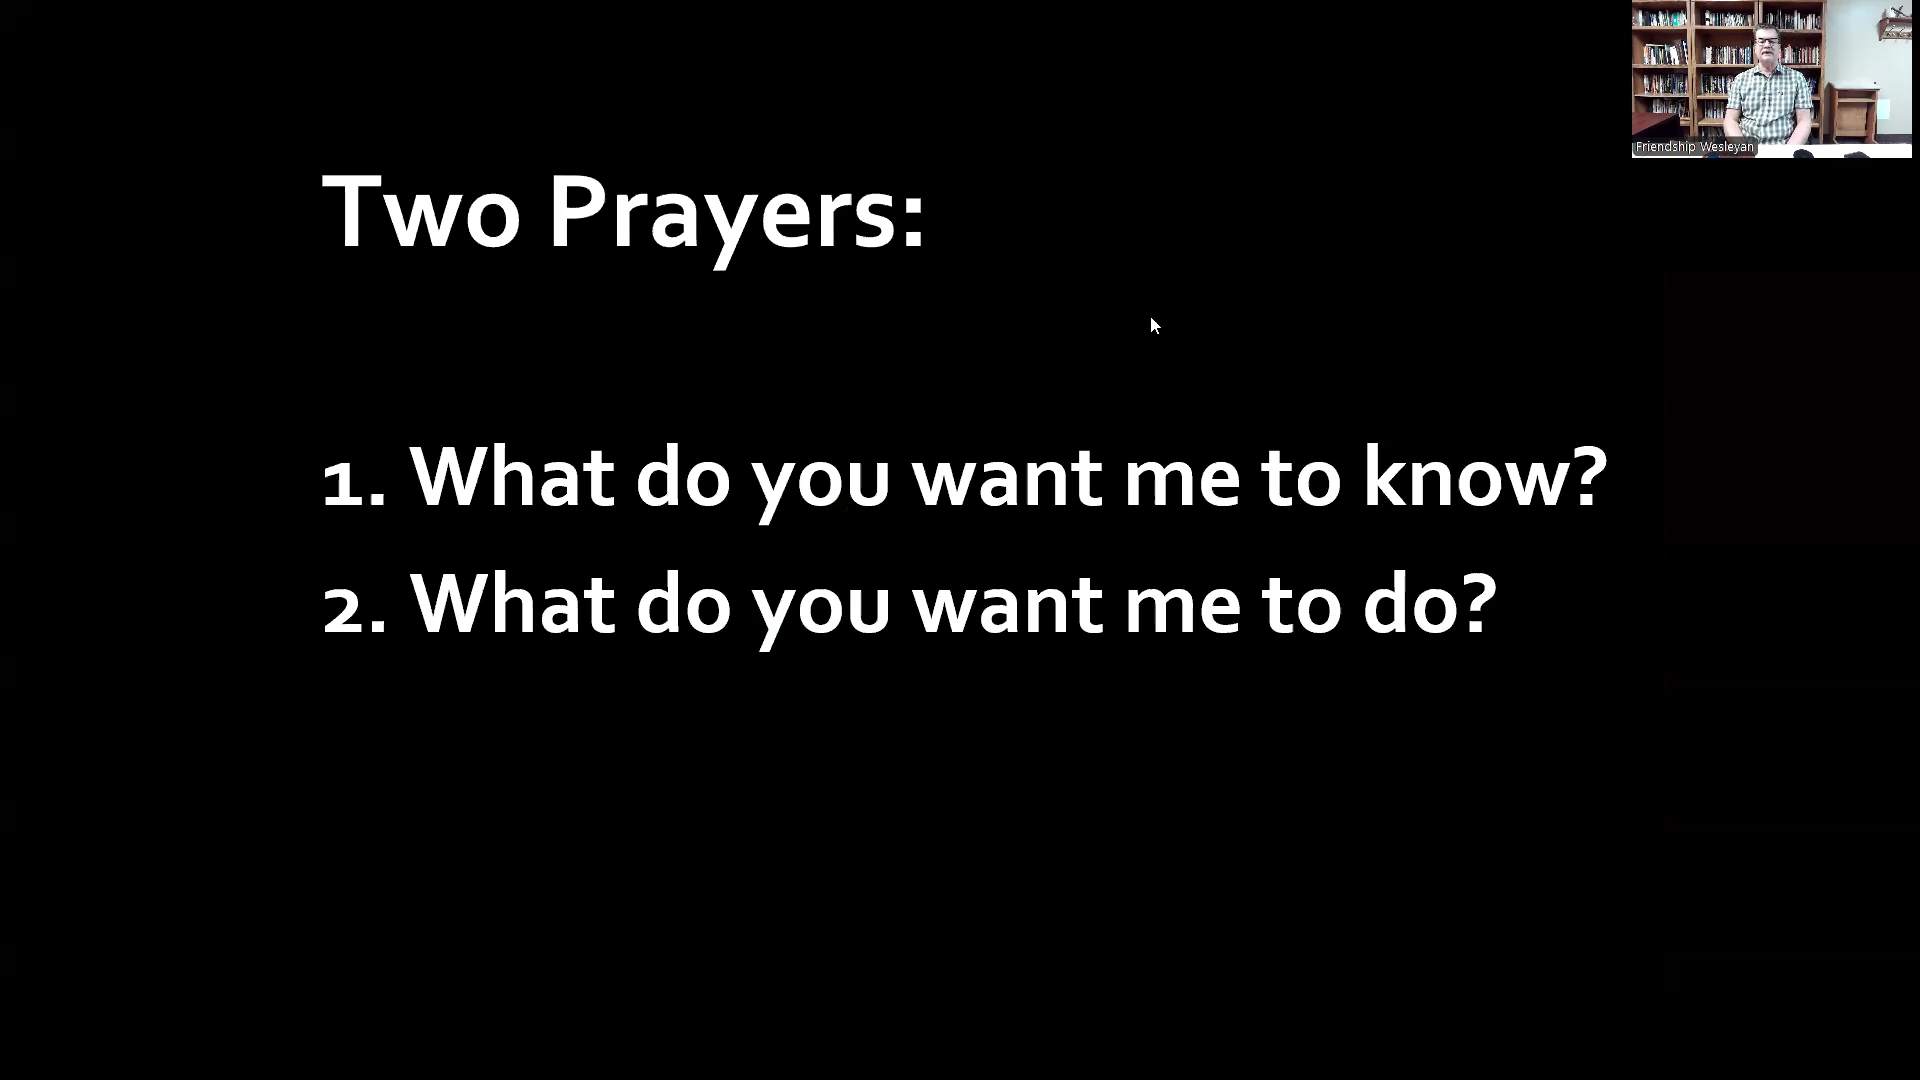 Friendship Wesleyan
Two Prayers:
1. What do you want me to know?
2. What do you want me to do?